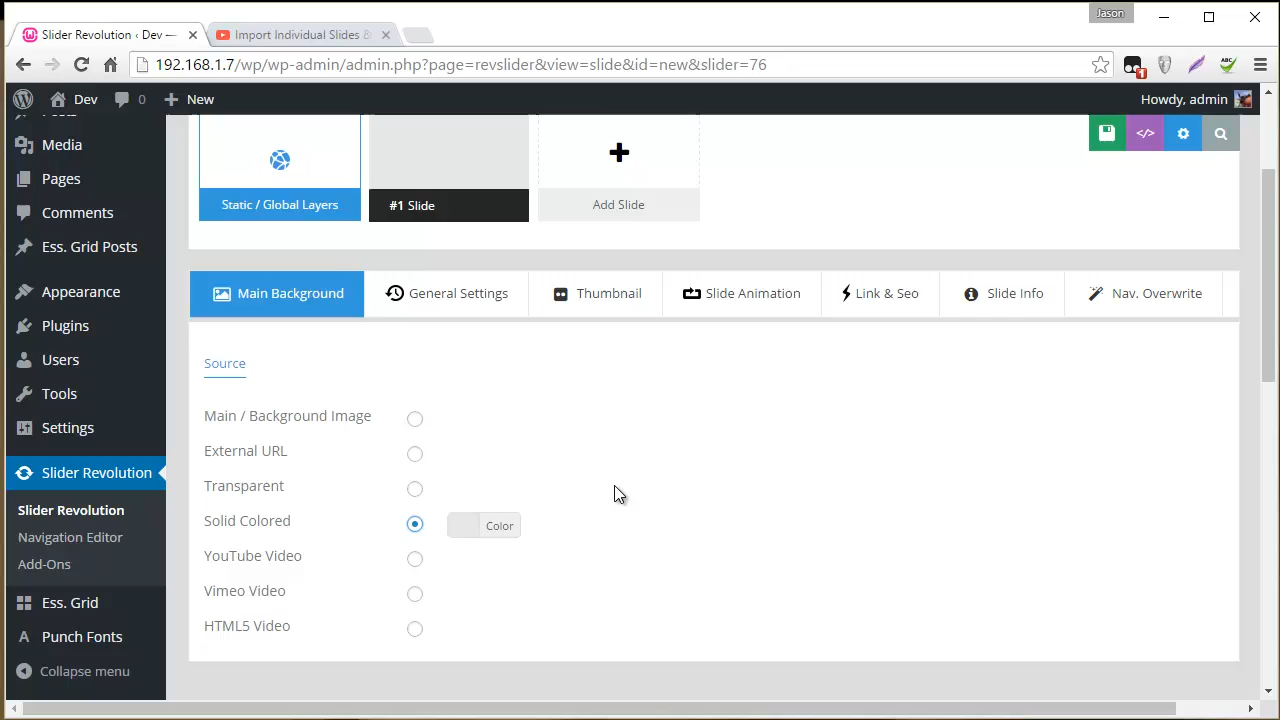 Jason
Slider Revolution ‹ Dev —
Import Individual Slides &
192.168.1.7/wp/wp-admin/admin.php?page=revslider&view=slide&id=new&slider=76
1
ABC
Dev
0
New
Howdy, admin
Posts
Media
Pages
Comments
Ess. Grid Posts
Appearance
Plugins
Users
Tools
Settings
Slider Revolution
Slider Revolution
Navigation Editor
Add-Ons
Ess. Grid
Punch Fonts
Collapse menu
</>
Static / Global Layers
#1 Slide
Add Slide
Main Background
General Settings
Thumbnail
Slide Animation
Link & Seo
Slide Info
Nav. Overwrite
Source
Main / Background Image
External URL
Transparent
Solid Colored
Color
YouTube Video
Vimeo Video
HTML5 Video